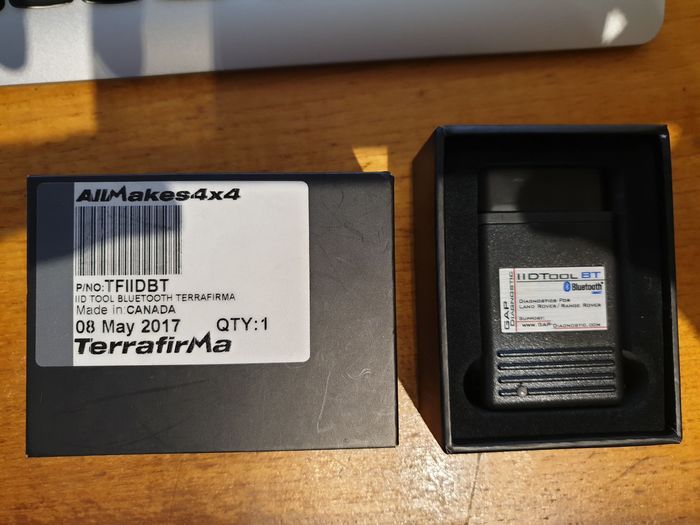 AllMakes4x4
P/NO:TFIIDBT
IID TOOL BLUETOOTH TERRAFIRMA
Made in:CANADA
08 May 2017 QTY:1
TerrafirMa
GAP
DIAGNOSTIC
IIDTOOL BT
Bluetooth
DIAGNOSTICS FOR
LAND ROVER / RANGE ROVER
SUPPORT:
WWW.GAP-DIAGNOSTIC.COM